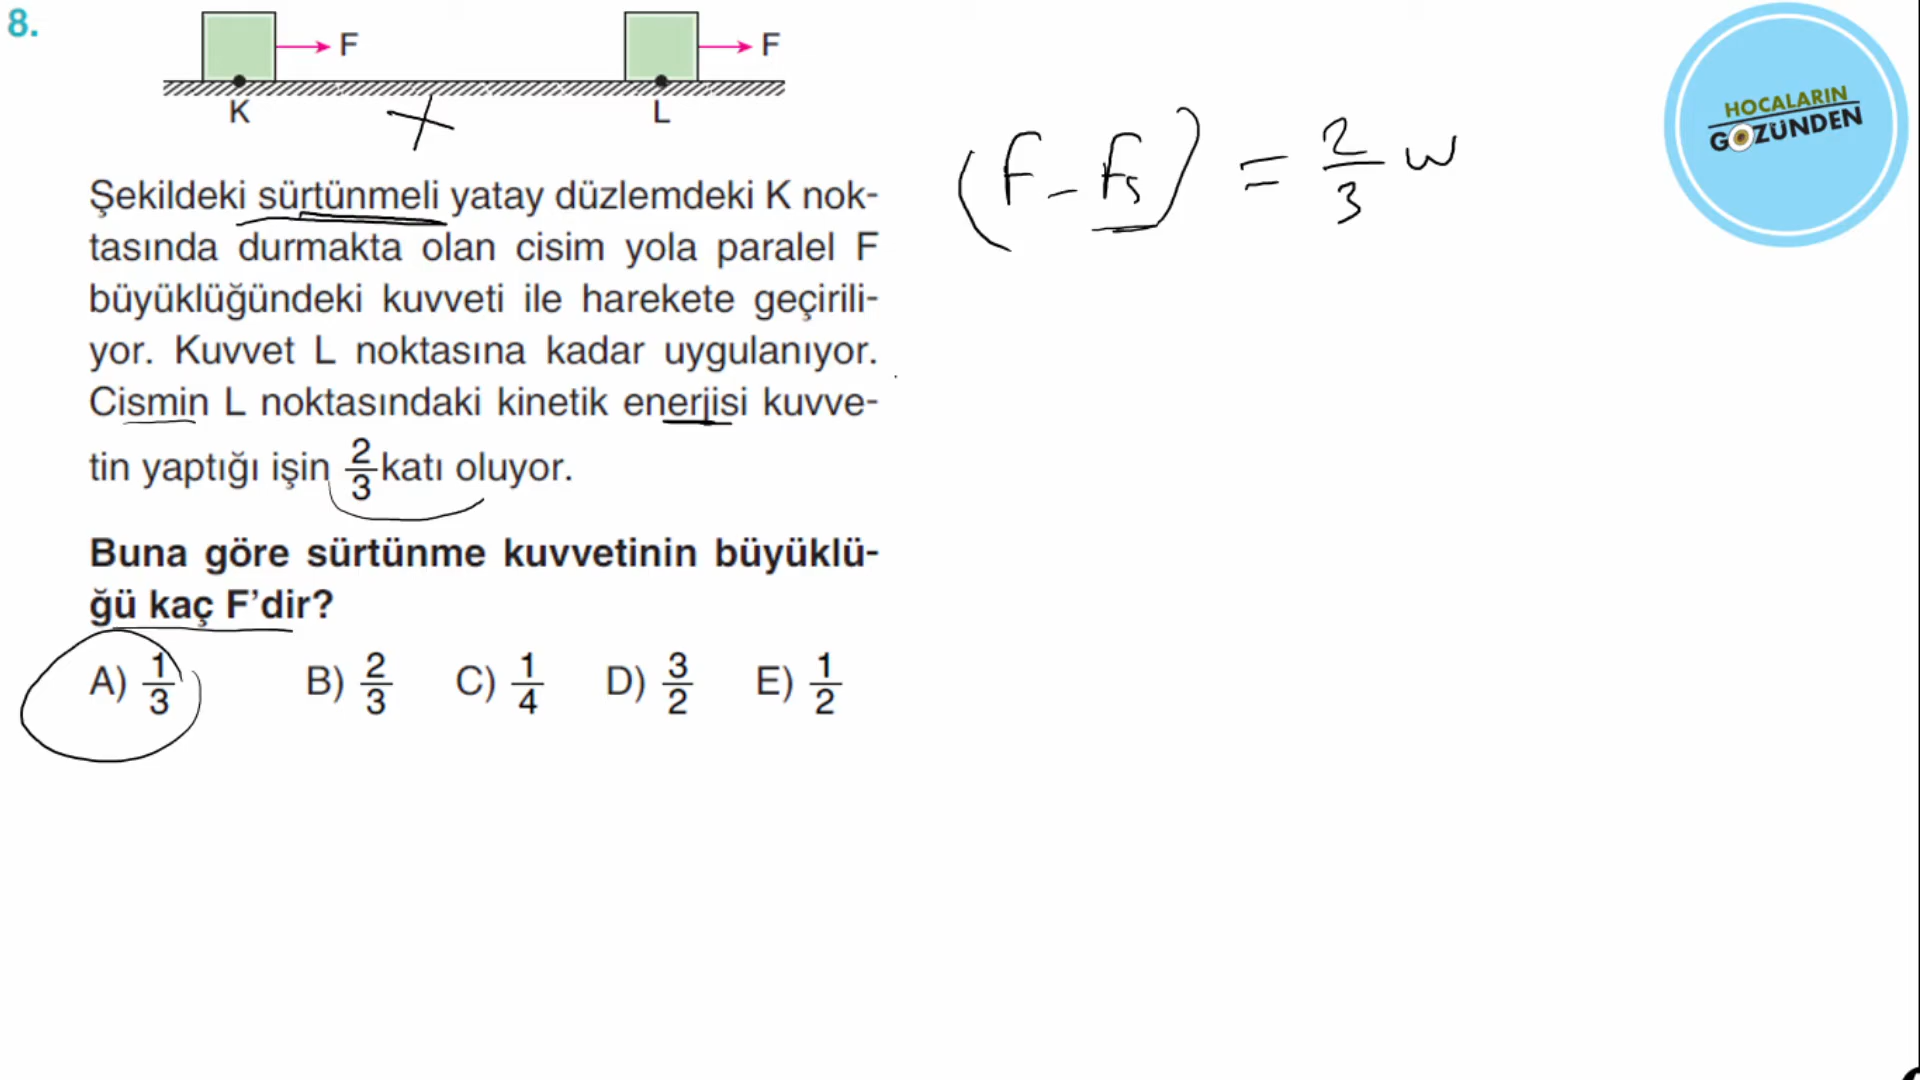 8.
F
F
K
L
Şekildeki sürtünmeli yatay düzlemdeki K nok-
tasında durmakta olan cisim yola paralel F
büyüklüğündeki kuvveti ile harekete geçirili-
yor. Kuvvet L noktasına kadar uygulanıyor.
Cismin L noktasındaki kinetik enerjisi kuvve-
tin yaptığı işin 2/3 katı oluyor.
Buna göre sürtünme kuvvetinin büyüklü-
ğü kaç F'dir?
A) 1/3 B) 2/3 C) 1/4 D) 3/2 E) 1/2
x
(F - Fs) = 2/3 w
HOCALARIN
GÖZÜNDEN